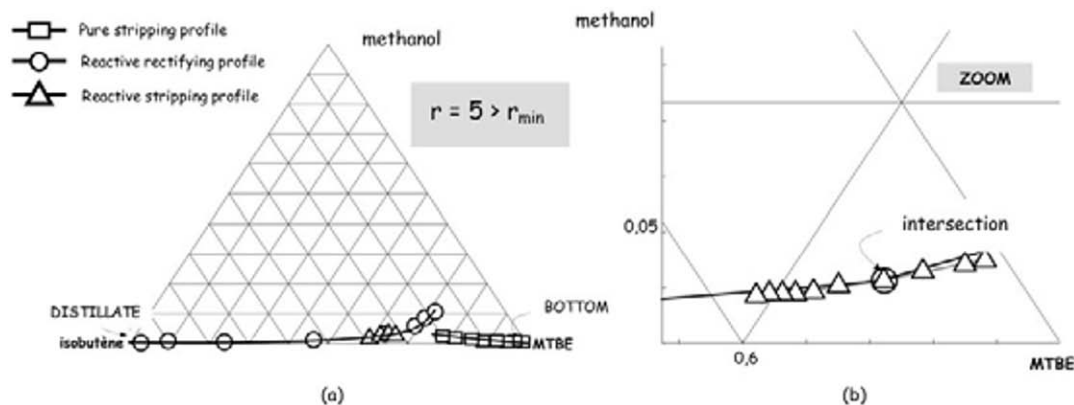 Pure stripping profile
Reactive rectifying profile
Reactive stripping profile
methanol
r = 5 > rmin
DISTILLATE
isobutène
BOTTOM
MTBE
(a)
methanol
ZOOM
0,05
intersection
0,6
MTBE
(b)